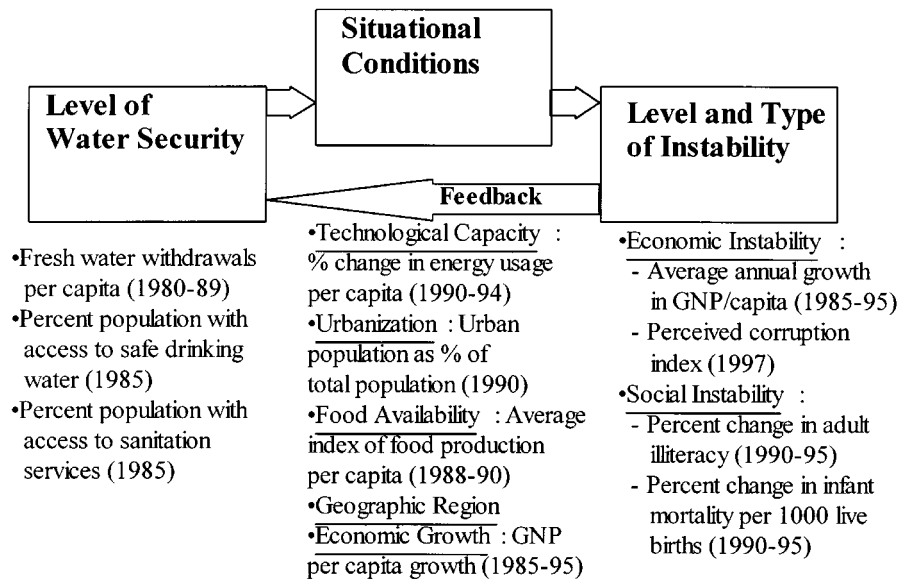 Situational
Conditions
Level of
Water Security
Level and Type
of Instability
Feedback
•Fresh water withdrawals
per capita (1980-89)
•Percent population with
access to safe drinking
water (1985)
•Percent population with
access to sanitation
services (1985)
•Technological Capacity :
% change in energy usage
per capita (1990-94)
•Urbanization : Urban
population as % of
total population (1990)
•Food Availability : Average
index of food production
per capita (1988-90)
•Geographic Region
•Economic Growth : GNP
per capita growth (1985-95)
•Economic Instability :
- Average annual growth
in GNP/capita (1985-95)
- Perceived corruption
index (1997)
•Social Instability :
- Percent change in adult
illiteracy (1990-95)
- Percent change in infant
mortality per 1000 live
births (1990-95)